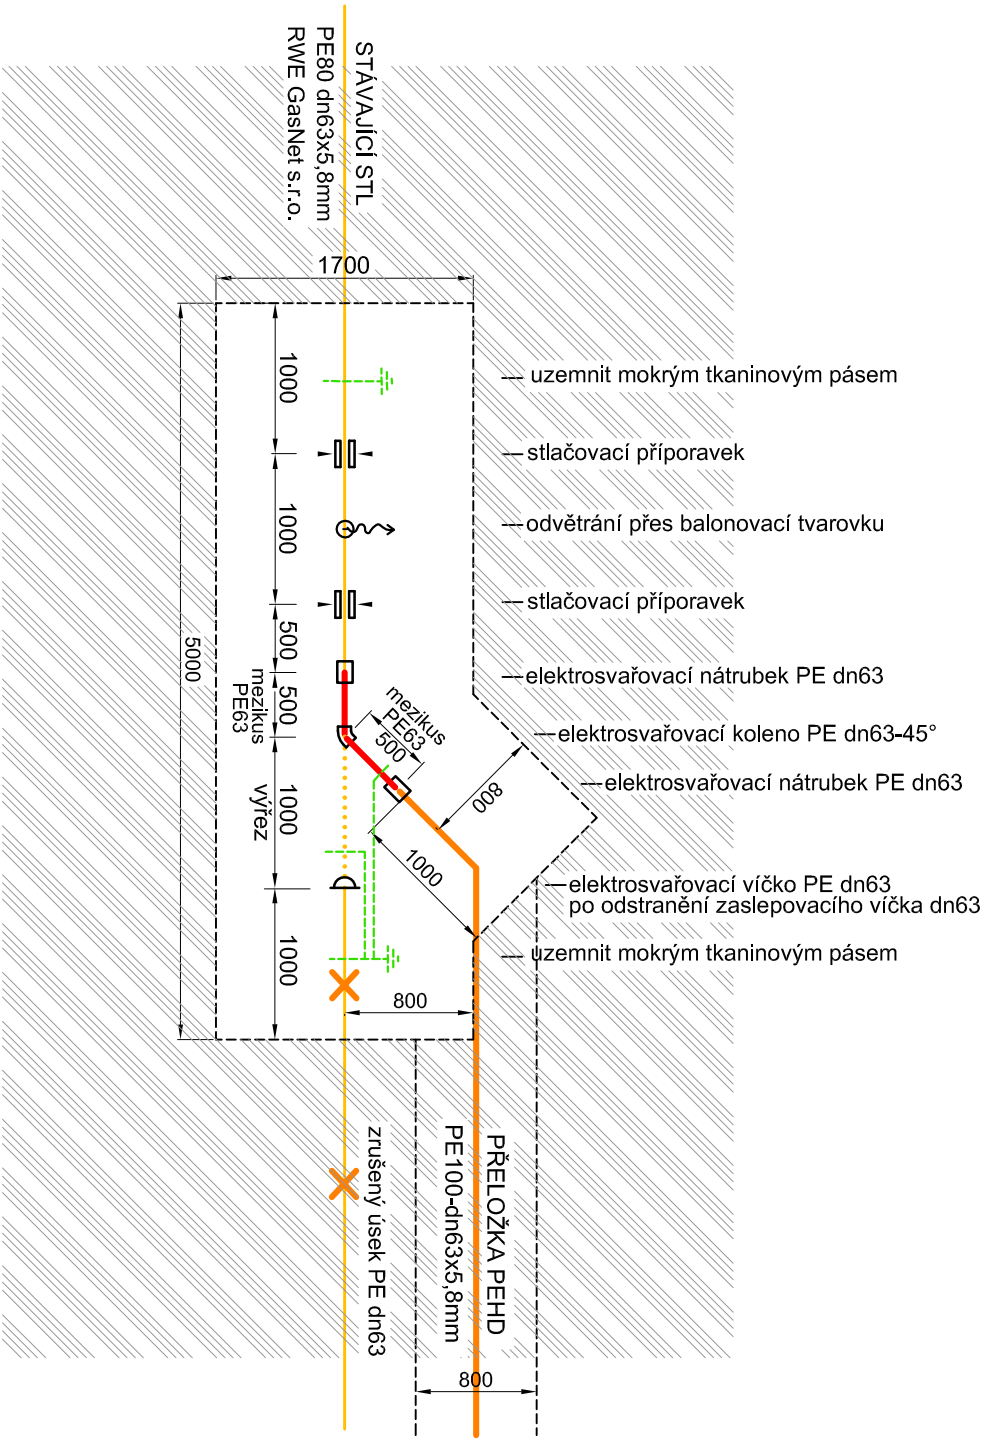 STÁVAJÍCÍ STL
PE80 dn63x5,8mm
RWE GasNet s.r.o.
1700
1000
uzemnit mokrým tkaninovým pásem
stlačovací příporavek
1000
odvětrání přes balonovací tvarovku
stlačovací příporavek
500
5000
elektrosvařovací nátrubek PE dn63
500
mezikus
PE63
mezikus
PE63
500
elektrosvařovací koleno PE dn63-45°
elektrosvařovací nátrubek PE dn63
800
1000
výřez
1000
elektrosvařovací víčko PE dn63
po odstranění zaslepovacího víčka dn63
1000
uzemnit mokrým tkaninovým pásem
800
PŘELOŽKA PEHD
PE100-dn63x5,8mm
zrušený úsek PE dn63
800